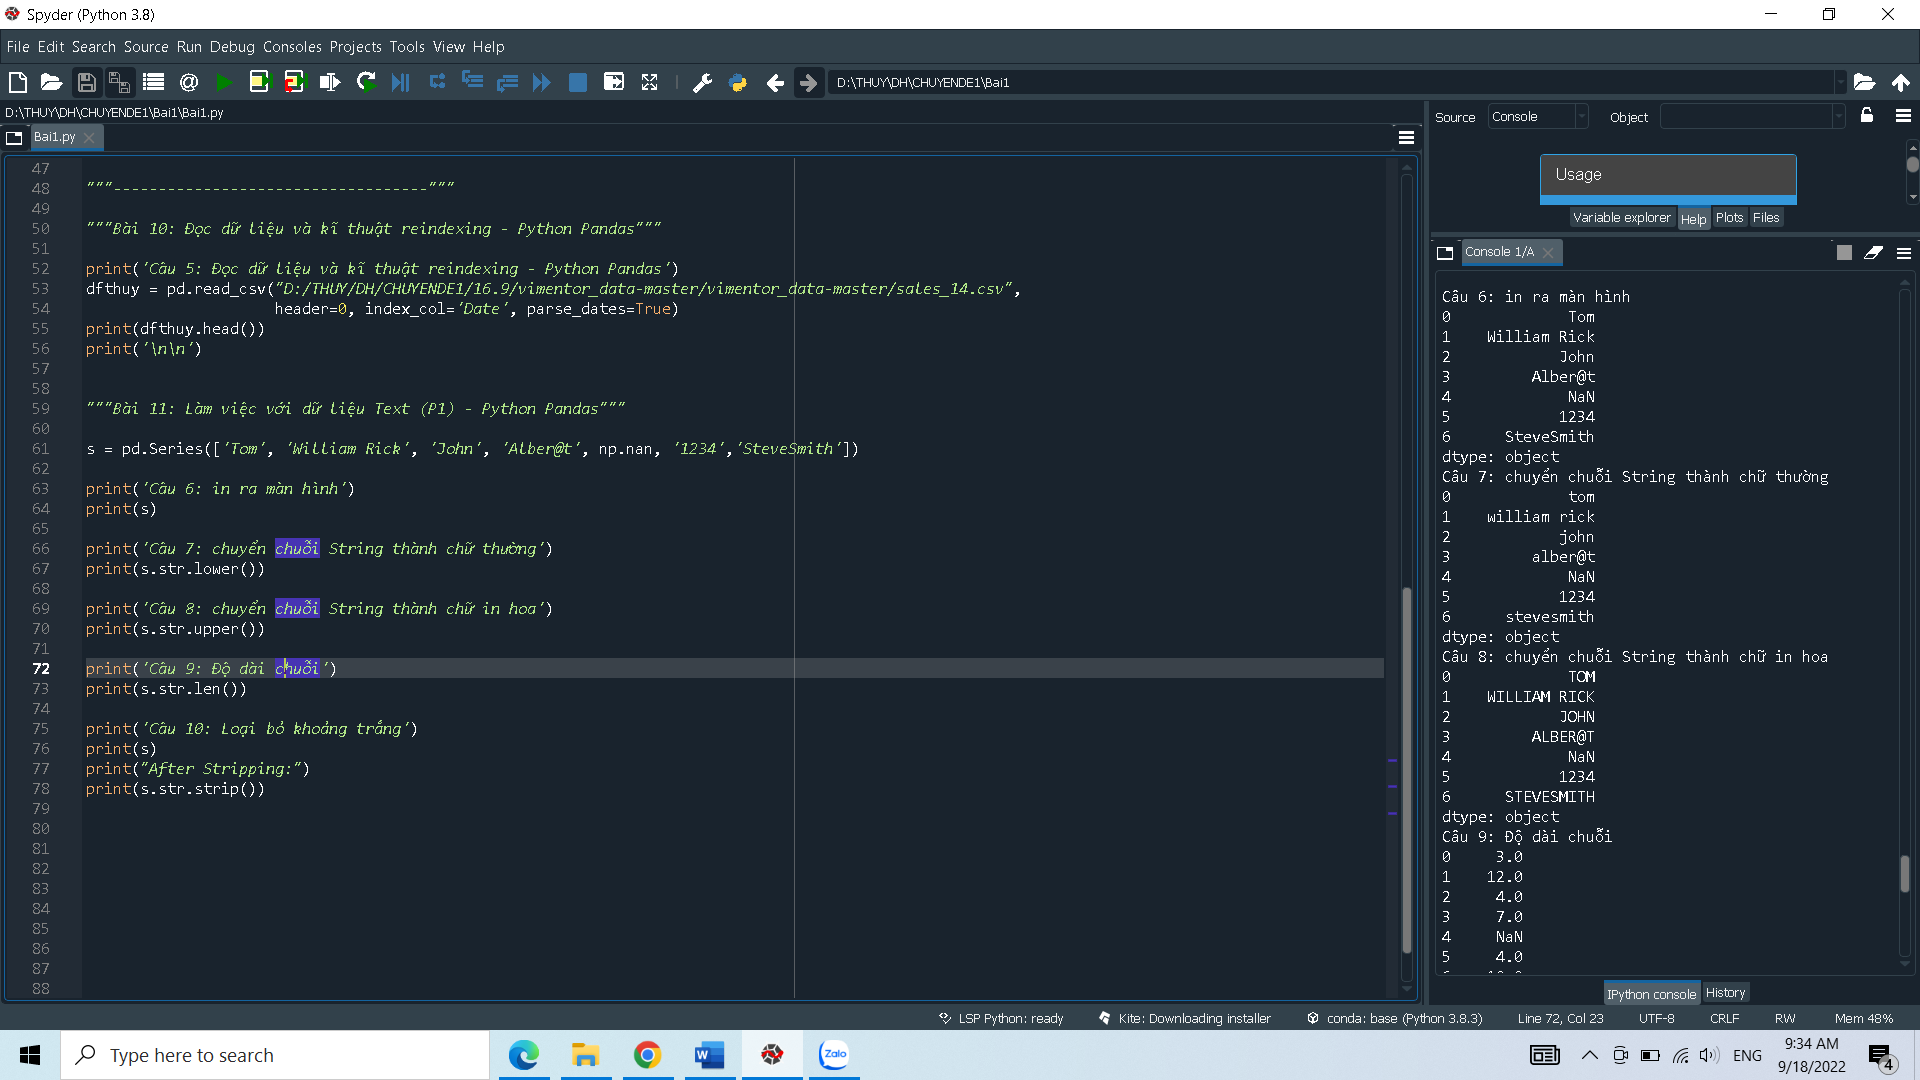 Spyder (Python 3.8)
File Edit Search Source Run Debug Consoles Projects Tools View Help
D:\THUY\DH\CHUYENDE1\Bai1
D:\THUY\DH\CHUYENDE1\Bai1\Bai1.py
Bai1.py
47
48 """-----------------------------------"""
49
50 """Bài 10: Đọc dữ liệu và kĩ thuật reindexing - Python Pandas"""
51
52 print('Câu 5: Đọc dữ liệu và kĩ thuật reindexing - Python Pandas')
53 dfthuy = pd.read_csv("D:/THUY/DH/CHUYENDE1/16.9/vimentor_data-master/vimentor_data-master/sales_14.csv",
54 header=0, index_col='Date', parse_dates=True)
55 print(dfthuy.head())
56 print('\n\n')
57
58
59 """Bài 11: Làm việc với dữ liệu Text (P1) - Python Pandas"""
60
61 s = pd.Series(['Tom', 'William Rick', 'John', 'Alber@t', np.nan, '1234','SteveSmith'])
62
63 print('Câu 6: in ra màn hình')
64 print(s)
65
66 print('Câu 7: chuyển chuỗi String thành chữ thường')
67 print(s.str.lower())
68
69 print('Câu 8: chuyển chuỗi String thành chữ in hoa')
70 print(s.str.upper())
71
72 print('Câu 9: Độ dài chuỗi')
73 print(s.str.len())
74
75 print('Câu 10: Loại bỏ khoảng trắng')
76 print(s)
77 print("After Stripping:")
78 print(s.str.strip())
79
80
81
82
83
84
85
86
87
88
Source Console Object
Usage
Variable explorer Help Plots Files
Console 1/A
Câu 6: in ra màn hình
0 Tom
1 William Rick
2 John
3 Alber@t
4 NaN
5 1234
6 SteveSmith
dtype: object
Câu 7: chuyển chuỗi String thành chữ thường
0 tom
1 william rick
2 john
3 alber@t
4 NaN
5 1234
6 stevesmith
dtype: object
Câu 8: chuyển chuỗi String thành chữ in hoa
0 TOM
1 WILLIAM RICK
2 JOHN
3 ALBER@T
4 NaN
5 1234
6 STEVESMITH
dtype: object
Câu 9: Độ dài chuỗi
0 3.0
1 12.0
2 4.0
3 7.0
4 NaN
5 4.0
IPython console History
LSP Python: ready Kite: Downloading installer conda: base (Python 3.8.3) Line 72, Col 23 UTF-8 CRLF RW Mem 48%
Type here to search
Zalo
ENG
9:34 AM
9/18/2022
4